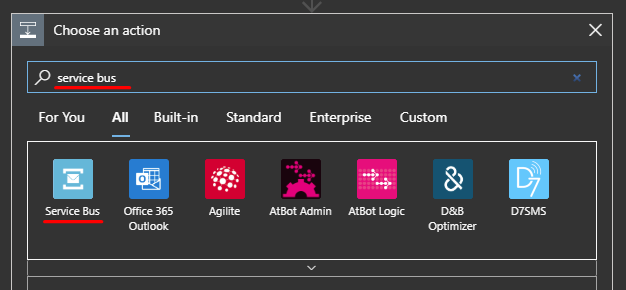 Choose an action
service bus
For You All Built-in Standard Enterprise Custom
Service Bus
Office 365
Outlook
Agilite
AtBot Admin
AtBot Logic
D&B
Optimizer
D7
D7SMS